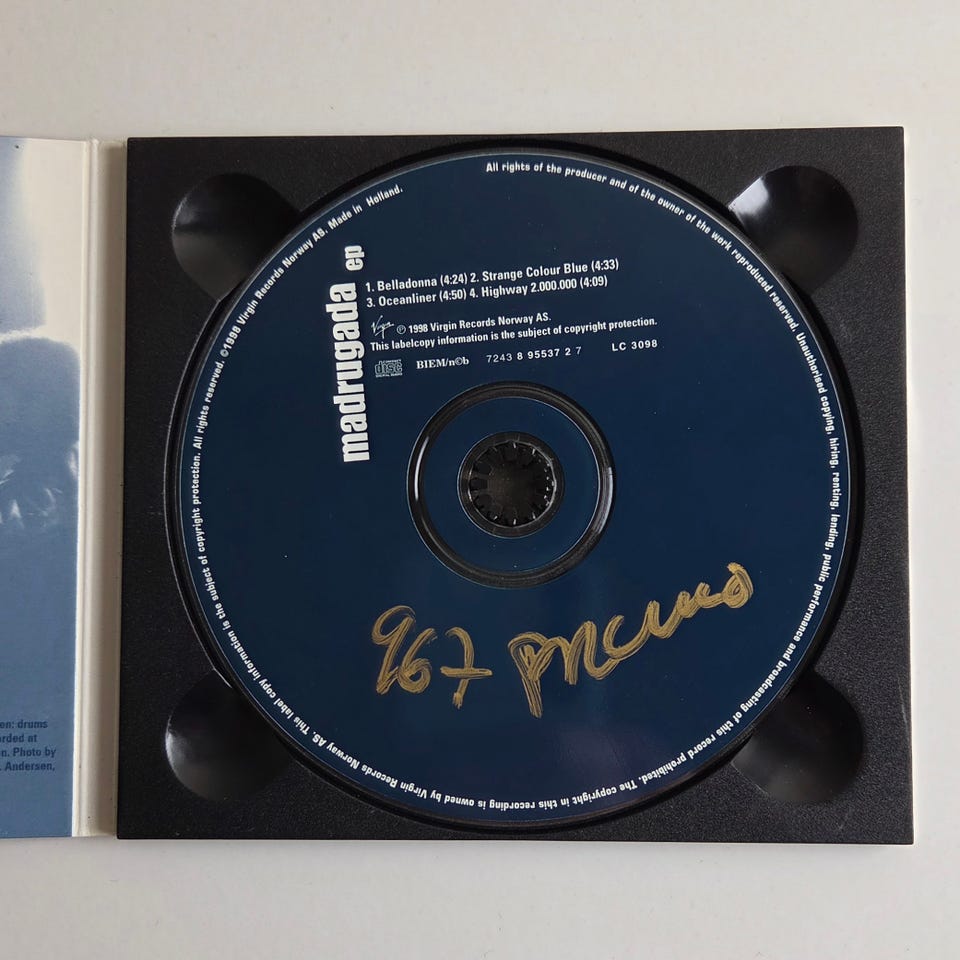 madrugada ep
1. Belladonna (4:24) 2. Strange Colour Blue (4:33)
3. Oceanliner (4:50) 4. Highway 2.000.000 (4:09)
Virgin ℗ 1998 Virgin Records Norway AS.
This labelcopy information is the subject of copyright protection.
COMPACT disc DIGITAL AUDIO BIEM/n©b 7243 8 95537 2 7 LC 3098
All rights of the producer and of the owner of the work reproduced reserved. Unauthorised copying, hiring, renting, lending, public performance and broadcasting of this record prohibited. The copyright in this recording is owned by Virgin Records Norway AS. This label copy information is the subject of copyright protection. All rights reserved. ©1998 Virgin Records Norway AS. Made in Holland.
967 promo
en: drums
orded at
n. Photo by
. Andersen,